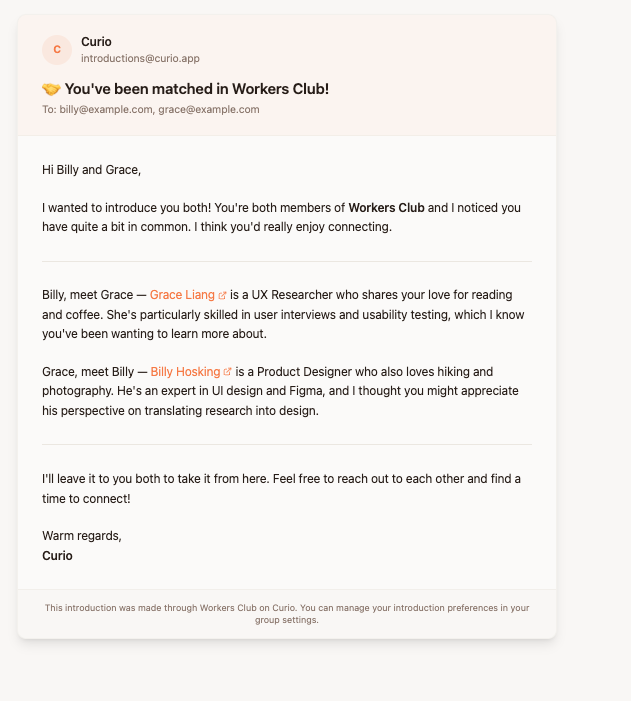 C
Curio
introductions@curio.app
🤝 You've been matched in Workers Club!
To: billy@example.com, grace@example.com
Hi Billy and Grace,
I wanted to introduce you both! You're both members of Workers Club and I noticed you
have quite a bit in common. I think you'd really enjoy connecting.
Billy, meet Grace — Grace Liang is a UX Researcher who shares your love for reading
and coffee. She's particularly skilled in user interviews and usability testing, which I know
you've been wanting to learn more about.
Grace, meet Billy — Billy Hosking is a Product Designer who also loves hiking and
photography. He's an expert in UI design and Figma, and I thought you might appreciate
his perspective on translating research into design.
I'll leave it to you both to take it from here. Feel free to reach out to each other and find a
time to connect!
Warm regards,
Curio
This introduction was made through Workers Club on Curio. You can manage your introduction preferences in your
group settings.